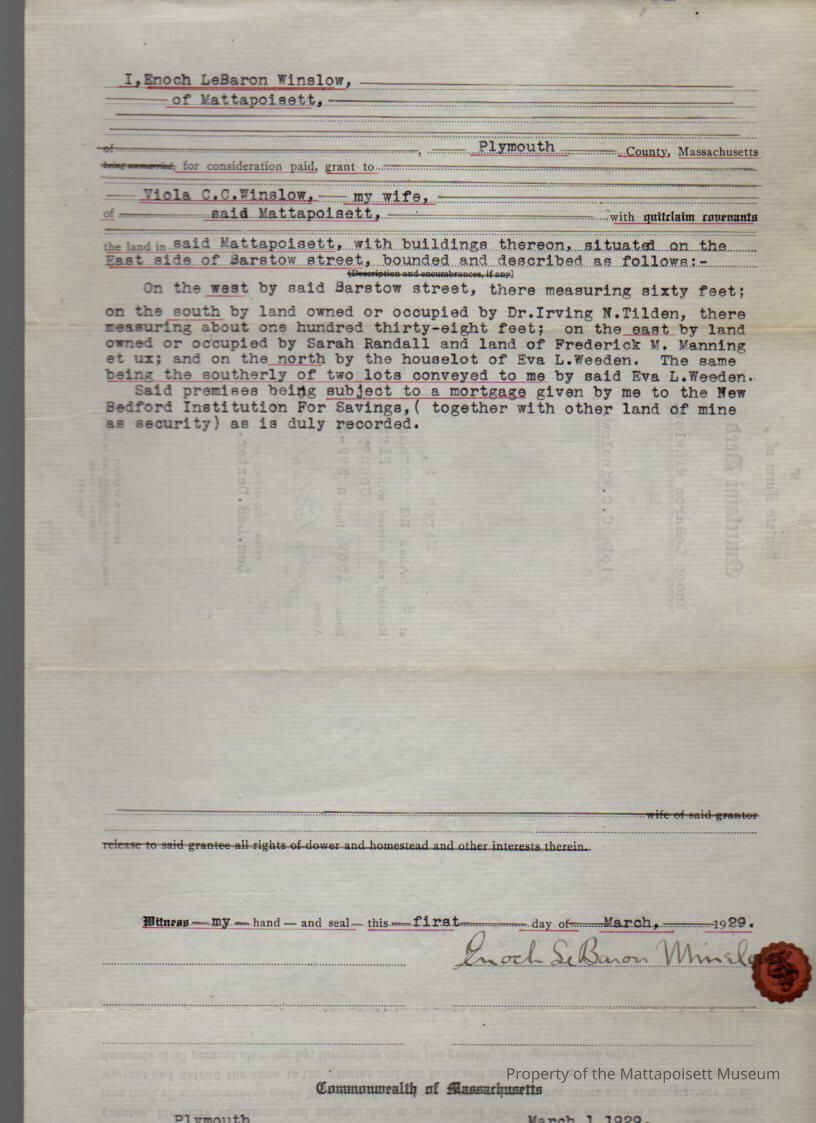 I,Enoch LeBaron Winslow,
of Mattapoisett,
of , Plymouth County, Massachusetts
being unmarried, for consideration paid, grant to
Viola C.C.Winslow, my wife,
of said Mattapoisett, with quitclaim covenants
the land in said Mattapoisett, with buildings thereon, situated on the
East side of Barstow street, bounded and described as follows:-
[Description and encumbrances, if any]
On the west by said Barstow street, there measuring sixty feet;
on the south by land owned or occupied by Dr.Irving N.Tilden, there
measuring about one hundred thirty-eight feet; on the east by land
owned or occupied by Sarah Randall and land of Frederick M. Manning
et ux; and on the north by the houselot of Eva L.Weeden. The same
being the southerly of two lots conveyed to me by said Eva L.Weeden.
Said premises being subject to a mortgage given by me to the New
Bedford Institution For Savings,( together with other land of mine
as security) as is duly recorded.
wife of said grantor
release to said grantee all rights of dower and homestead and other interests therein.
Witness my hand and seal this first day of March, 1929.
Enoch LeBaron Winslow
Property of the Mattapoisett Museum
Commonwealth of Massachusetts
Plymouth March 1 1929.